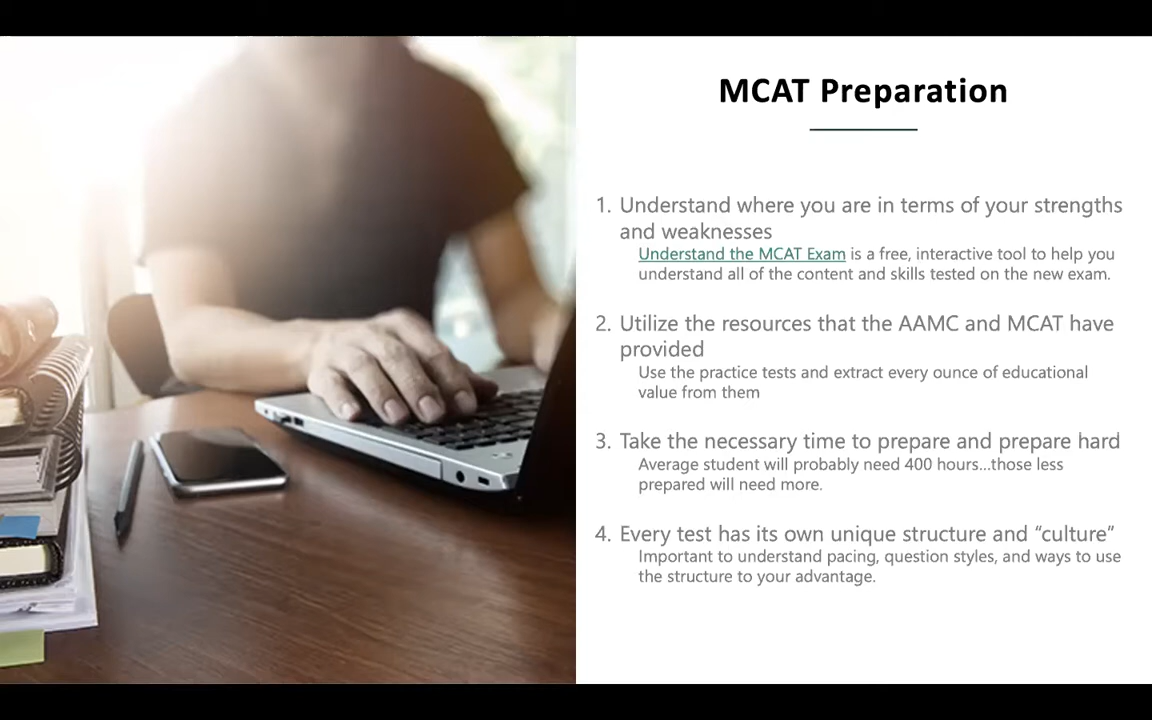 MCAT Preparation
1. Understand where you are in terms of your strengths
and weaknesses
Understand the MCAT Exam is a free, interactive tool to help you
understand all of the content and skills tested on the new exam.
2. Utilize the resources that the AAMC and MCAT have
provided
Use the practice tests and extract every ounce of educational
value from them
3. Take the necessary time to prepare and prepare hard
Average student will probably need 400 hours...those less
prepared will need more.
4. Every test has its own unique structure and “culture”
Important to understand pacing, question styles, and ways to use
the structure to your advantage.